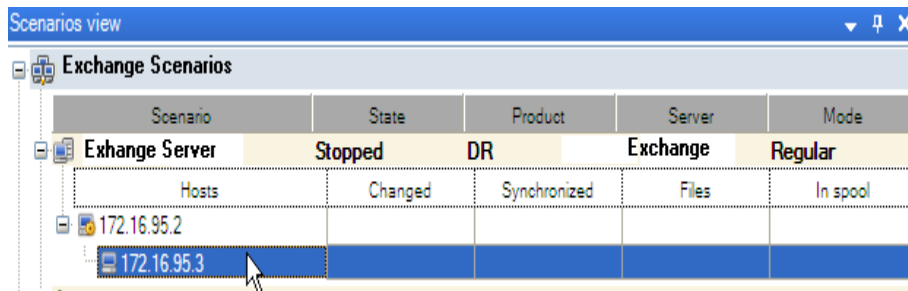 Scenarios view
Exchange Scenarios
Scenario State Product Server Mode
Exhange Server Stopped DR Exchange Regular
Hosts Changed Synchronized Files In spool
172.16.95.2
172.16.95.3